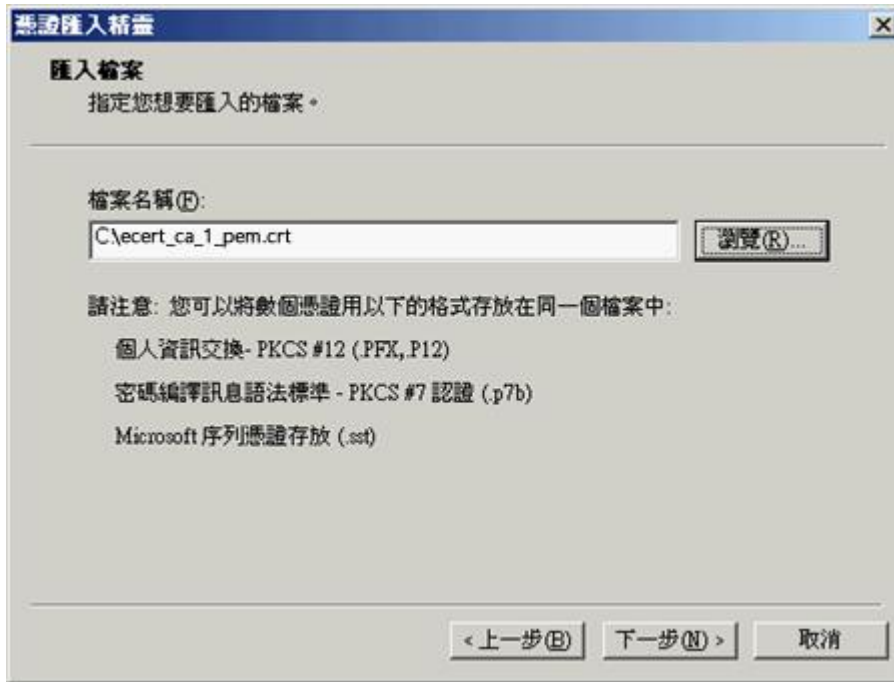 憑證匯入精靈
匯入檔案
指定您想要匯入的檔案。
檔案名稱(F):
C\ecert_ca_1_pem.crt
瀏覽(R)...
請注意: 您可以將數個憑證用以下的格式存放在同一個檔案中:
個人資訊交換- PKCS #12 (.PFX,.P12)
密碼編譯訊息語法標準 - PKCS #7 認證 (.p7b)
Microsoft 序列憑證存放 (.sst)
< 上一步(B)
下一步(N) >
取消